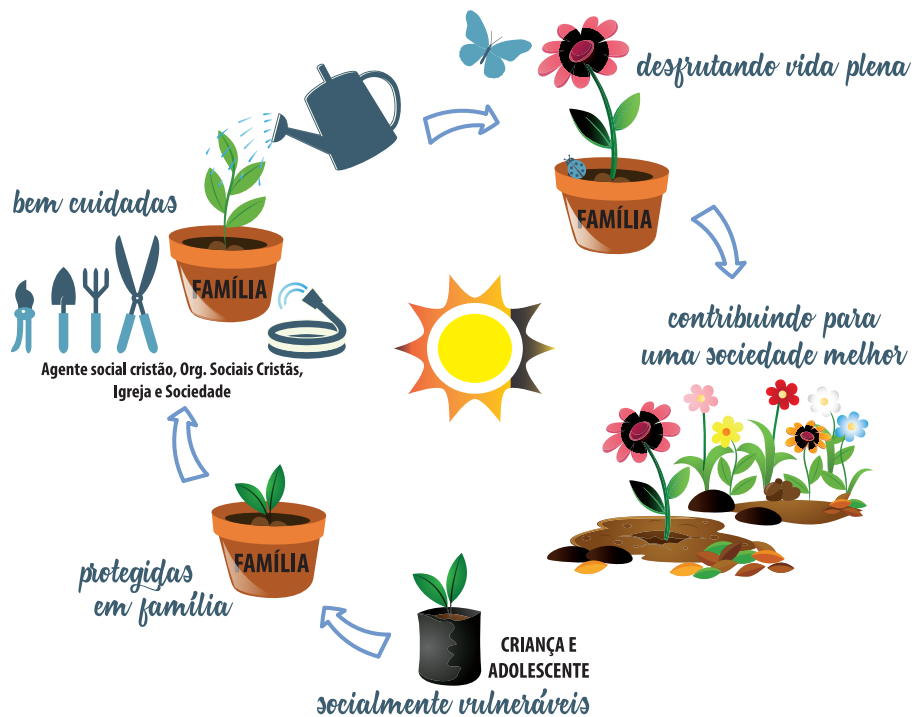 desfrutando vida plena
FAMÍLIA
bem cuidadas
FAMÍLIA
Agente social cristão, Org. Sociais Cristãs,
Igreja e Sociedade
contribuindo para
uma sociedade melhor
FAMÍLIA
protegidas
em família
CRIANÇA E
ADOLESCENTE
socialmente vulneráveis